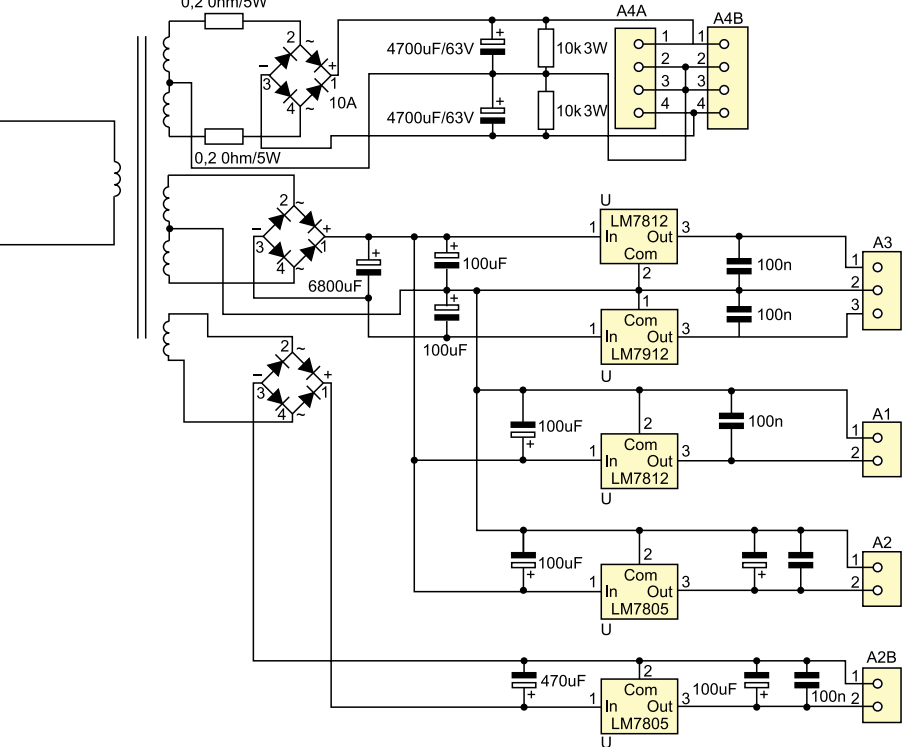 0,2 Ohm/5W
A4A
A4B
2
~
4700uF/63V
+
10k 3W
1
1
−
+
2
2
3
1
3
3
4
~
10A
4700uF/63V
+
10k 3W
4
4
0,2 Ohm/5W
2
~
U
−
+
1
LM7812
In
Out
3
A3
3
1
+
100uF
Com
100n
1
4
~
+
6800uF
2
2
+
1
100n
3
1
Com
In
Out
3
100uF
LM7912
2
~
U
−
+
3
1
4
~
A1
100uF
2
100n
1
+
Com
1
In
Out
3
2
LM7812
U
A2
100uF
2
1
+
Com
+
1
In
Out
3
2
LM7805
U
A2B
470uF
2
100uF
1
+
Com
+
100n
1
In
Out
3
2
LM7805
U